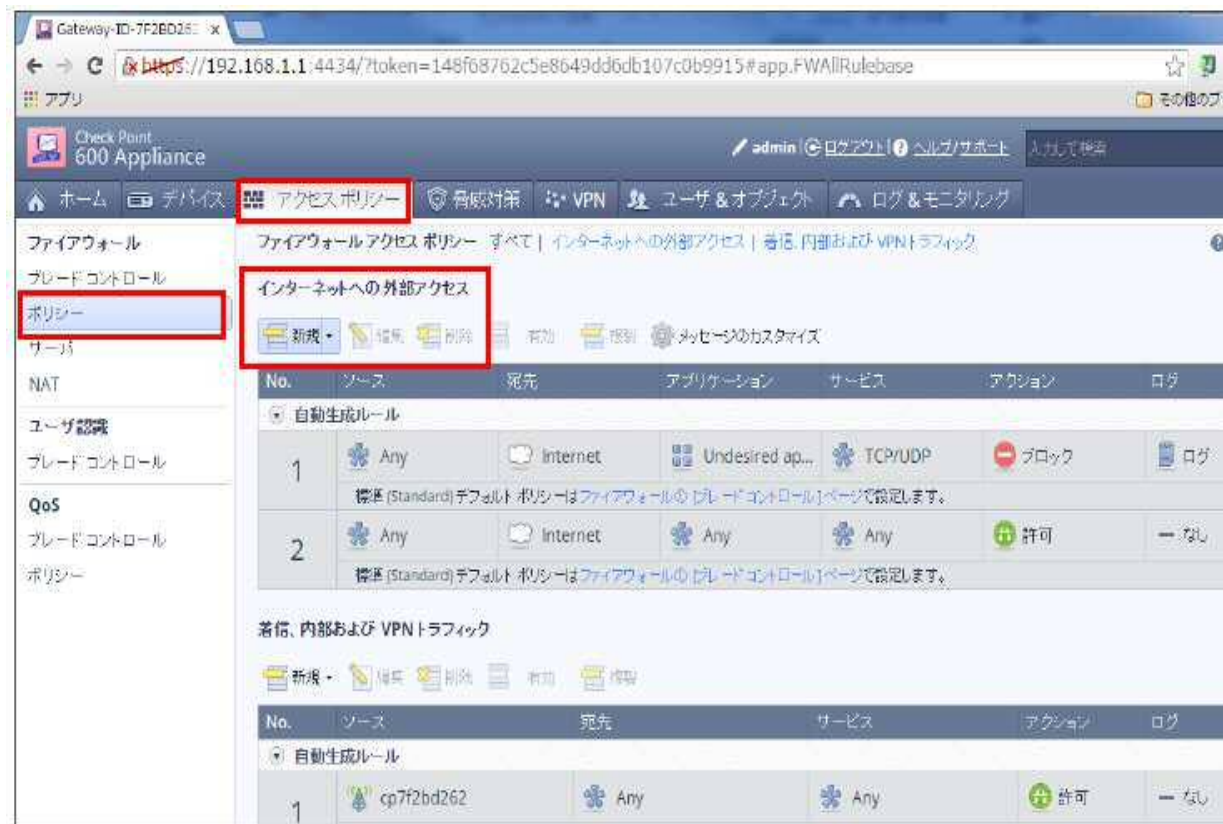 Gateway-ID-7F2BD26
https://192.168.1.1:4434/?token=148f68762c5e8649dd6db107c0b9915#app.FWAllRulebase
アプリ
その他のブ
Check Point
600 Appliance
admin | ログアウト | ヘルプ/サポート
入力して検索
ホーム デバイス アクセス ポリシー 脅威対策 VPN ユーザ & オブジェクト ログ & モニタリング
ファイアウォール
ブレード コントロール
ポリシー
サーバ
NAT
ユーザ認識
ブレード コントロール
QoS
ブレード コントロール
ポリシー
ファイアウォール アクセス ポリシー すべて | インターネットへの外部アクセス | 着信、内部および VPN トラフィック
インターネットへの 外部アクセス
新規 編集 削除 有効 複製 メッセージのカスタマイズ
No. ソース 宛先 アプリケーション サービス アクション ログ
自動生成ルール
1 Any Internet Undesired ap... TCP/UDP ブロック ログ
標準 (Standard) デフォルト ポリシーはファイアウォールの [ブレード コントロール] ページで設定します。
2 Any Internet Any Any 許可 なし
標準 (Standard) デフォルト ポリシーはファイアウォールの [ブレード コントロール] ページで設定します。
着信、内部および VPN トラフィック
新規 編集 削除 有効 複製
No. ソース 宛先 サービス アクション ログ
自動生成ルール
1 cp7f2bd262 Any Any 許可 なし